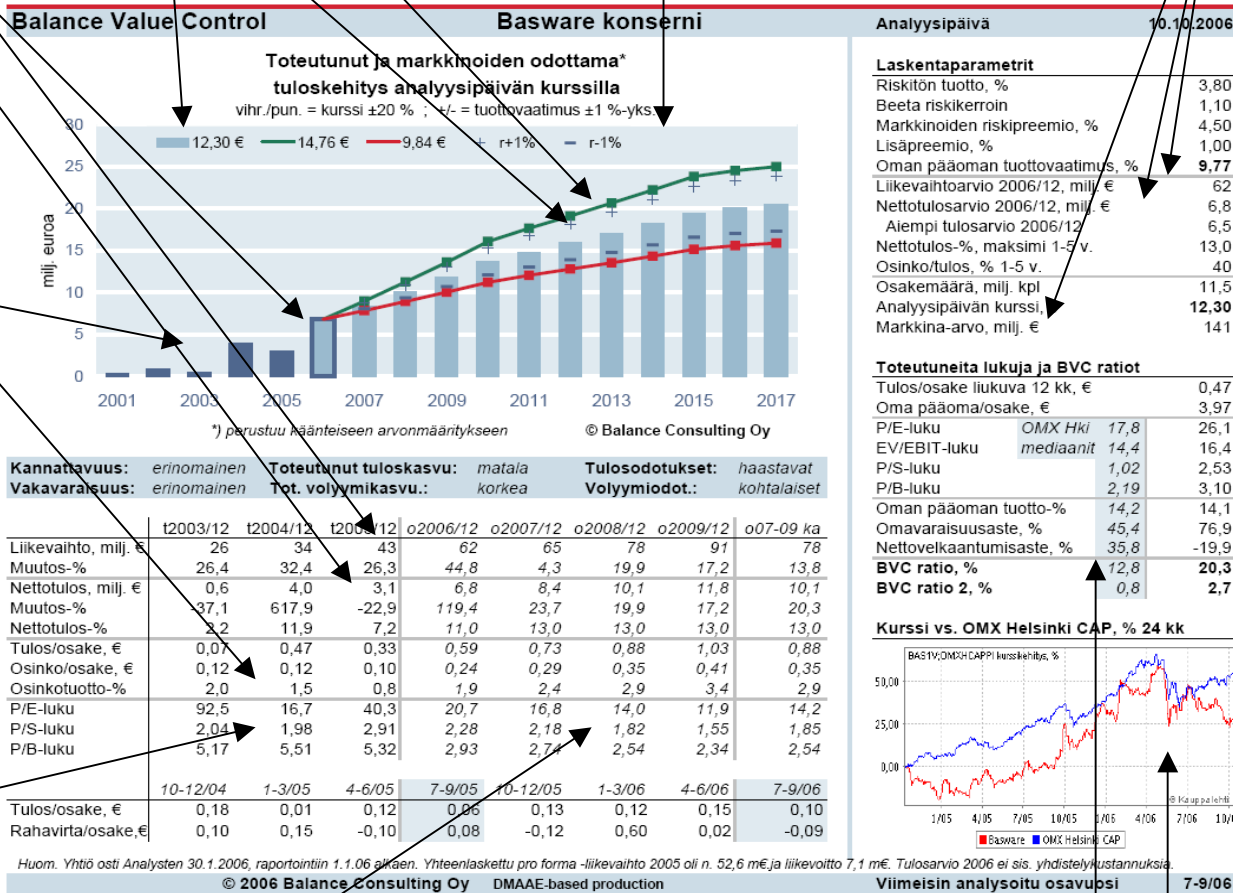 Balance Value Control Basware konserni Analyysipäivä 10.10.2006
Toteutunut ja markkinoiden odottama*
tuloskehitys analyysipäivän kurssilla
vihr./pun. = kurssi ±20 % ; +/- = tuottovaatimus ±1 %-yks.
12,30 € 14,76 € 9,84 € r+1% r-1%
milj. euroa
30
25
20
15
10
5
0
2001 2003 2005 2007 2009 2011 2013 2015 2017
*) perustuu käänteiseen arvonmääritykseen © Balance Consulting Oy
Kannattavuus: erinomainen Toteutunut tuloskasvu: matala Tulosodotukset: haastavat
Vakavaraisuus: erinomainen Tot. volyymikasvu.: korkea Volyymiodot.: kohtalaiset
t2003/12 t2004/12 t2005/12 o2006/12 o2007/12 o2008/12 o2009/12 o07-09 ka
Liikevaihto, milj. € 26 34 43 62 65 78 91 78
Muutos-% 26,4 32,4 26,3 44,8 4,3 19,9 17,2 13,8
Nettotulos, milj. € 0,6 4,0 3,1 6,8 8,4 10,1 11,8 10,1
Muutos-% -37,1 617,9 -22,9 119,4 23,7 19,9 17,2 20,3
Nettotulos-% 2,2 11,9 7,2 11,0 13,0 13,0 13,0 13,0
Tulos/osake, € 0,07 0,47 0,33 0,59 0,73 0,88 1,03 0,88
Osinko/osake, € 0,12 0,12 0,10 0,24 0,29 0,35 0,41 0,35
Osinkotuotto-% 2,0 1,5 0,8 1,9 2,4 2,9 3,4 2,9
P/E-luku 92,5 16,7 40,3 20,7 16,8 14,0 11,9 14,2
P/S-luku 2,04 1,98 2,91 2,28 2,18 1,82 1,55 1,85
P/B-luku 5,17 5,51 5,32 2,93 2,74 2,54 2,34 2,54
10-12/04 1-3/05 4-6/05 7-9/05 10-12/05 1-3/06 4-6/06 7-9/06
Tulos/osake, € 0,18 0,01 0,12 0,06 0,13 0,12 0,15 0,10
Rahavirta/osake,€ 0,10 0,15 -0,10 0,08 -0,12 0,60 0,02 -0,09
Laskentaparametrit
Riskitön tuotto, % 3,80
Beeta riskikerroin 1,10
Markkinoiden riskipreemio, % 4,50
Lisäpreemio, % 1,00
Oman pääoman tuottovaatimus, % 9,77
Liikevaihtoarvio 2006/12, milj. € 62
Nettotulosarvio 2006/12, milj. € 6,8
Aiempi tulosarvio 2006/12 6,5
Nettotulos-%, maksimi 1-5 v. 13,0
Osinko/tulos, % 1-5 v. 40
Osakemäärä, milj. kpl 11,5
Analyysipäivän kurssi, 12,30
Markkina-arvo, milj. € 141
Toteutuneita lukuja ja BVC ratiot
Tulos/osake liukuva 12 kk, € 0,47
Oma pääoma/osake, € 3,97
P/E-luku OMX Hki 17,8 26,1
EV/EBIT-luku mediaanit 14,4 16,4
P/S-luku 1,02 2,53
P/B-luku 2,19 3,10
Oman pääoman tuotto-% 14,2 14,1
Omavaraisuusaste, % 45,4 76,9
Nettovelkaantumisaste, % 35,8 -19,9
BVC ratio, % 12,8 20,3
BVC ratio 2, % 0,8 2,7
Kurssi vs. OMX Helsinki CAP, % 24 kk
BAS1V;OMXHCAPPI kurssikehitys, %
50,00
25,00
0,00
© Kauppalehti
1/05 4/05 7/05 10/05 1/06 4/06 7/06
Basware OMX Helsinki CAP
Huom. Yhtiö osti Analysten 30.1.2006, raportointiin 1.1.06 alkaen. Yhteenlaskettu pro forma -liikevaihto 2005 oli n. 52,6 m€ ja liikevoitto 7,1 m€. Tulosarvio 2006 ei sis. yhdistelykustannuksia.
© 2006 Balance Consulting Oy DMAAE-based production Viimeisin analysoitu osavuosi 7-9/06